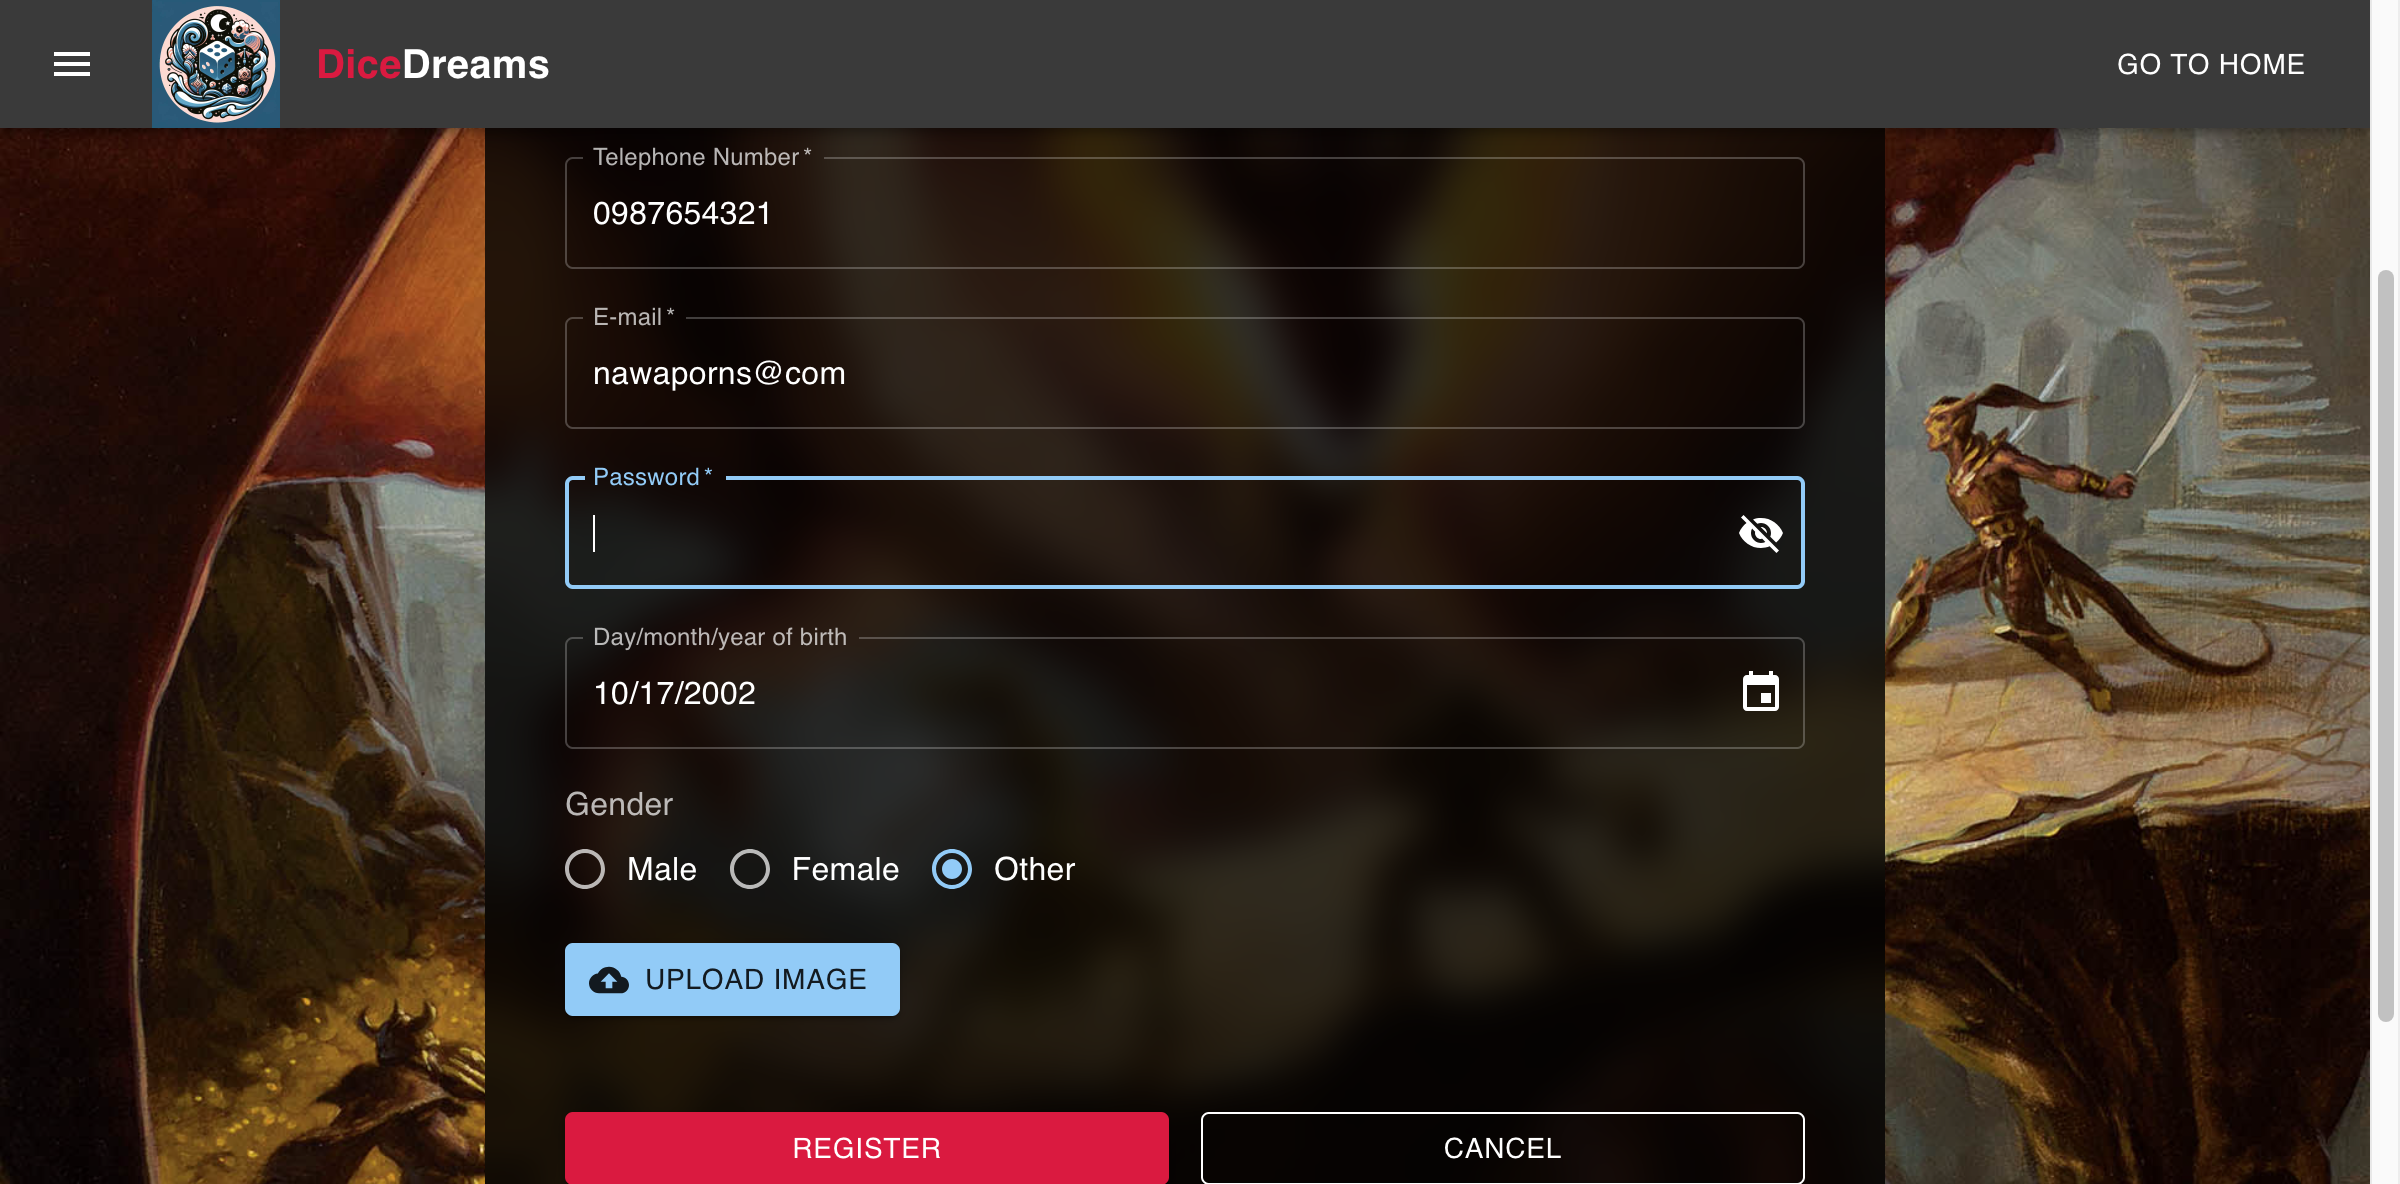 DiceDreams
GO TO HOME
Telephone Number *
0987654321
E-mail *
nawaporns@com
Password *
Day/month/year of birth
10/17/2002
Gender
Male Female Other
UPLOAD IMAGE
REGISTER CANCEL